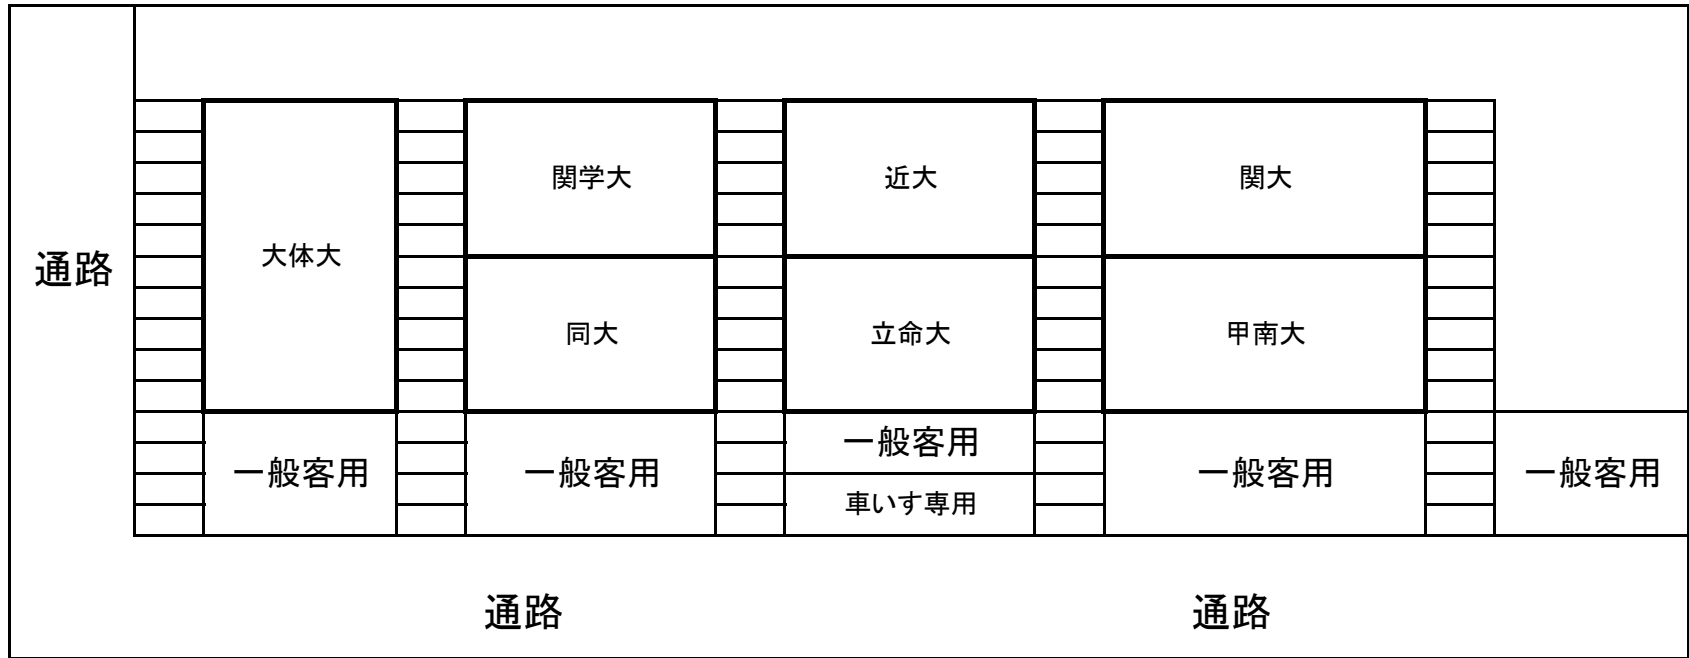 関学大
近大
関大
通路
大体大
同大
立命大
甲南大
一般客用
一般客用
一般客用
車いす専用
一般客用
一般客用
通路
通路